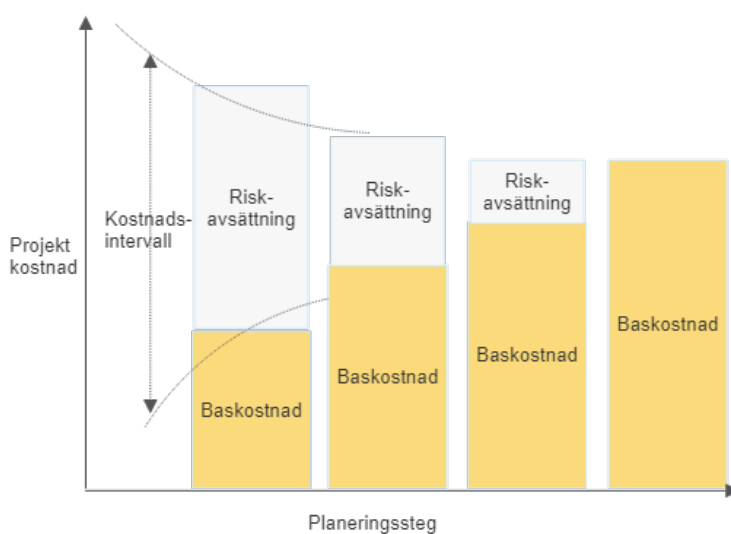 Projekt
kostnad
Kostnads-
intervall
Risk-
avsättning
Baskostnad
Risk-
avsättning
Baskostnad
Risk-
avsättning
Baskostnad
Baskostnad
Planeringssteg